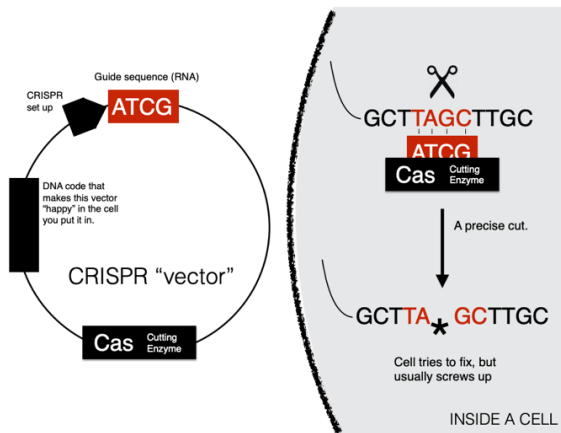 Guide sequence (RNA)
CRISPR
set up
ATCG
DNA code that
makes this vector
"happy" in the cell
you put it in.
CRISPR "vector"
Cas
Cutting
Enzyme
GCTTAGCTTGC
ATCG
Cas
Cutting
Enzyme
A precise cut.
GCTTA * GCTTGC
Cell tries to fix, but
usually screws up
INSIDE A CELL